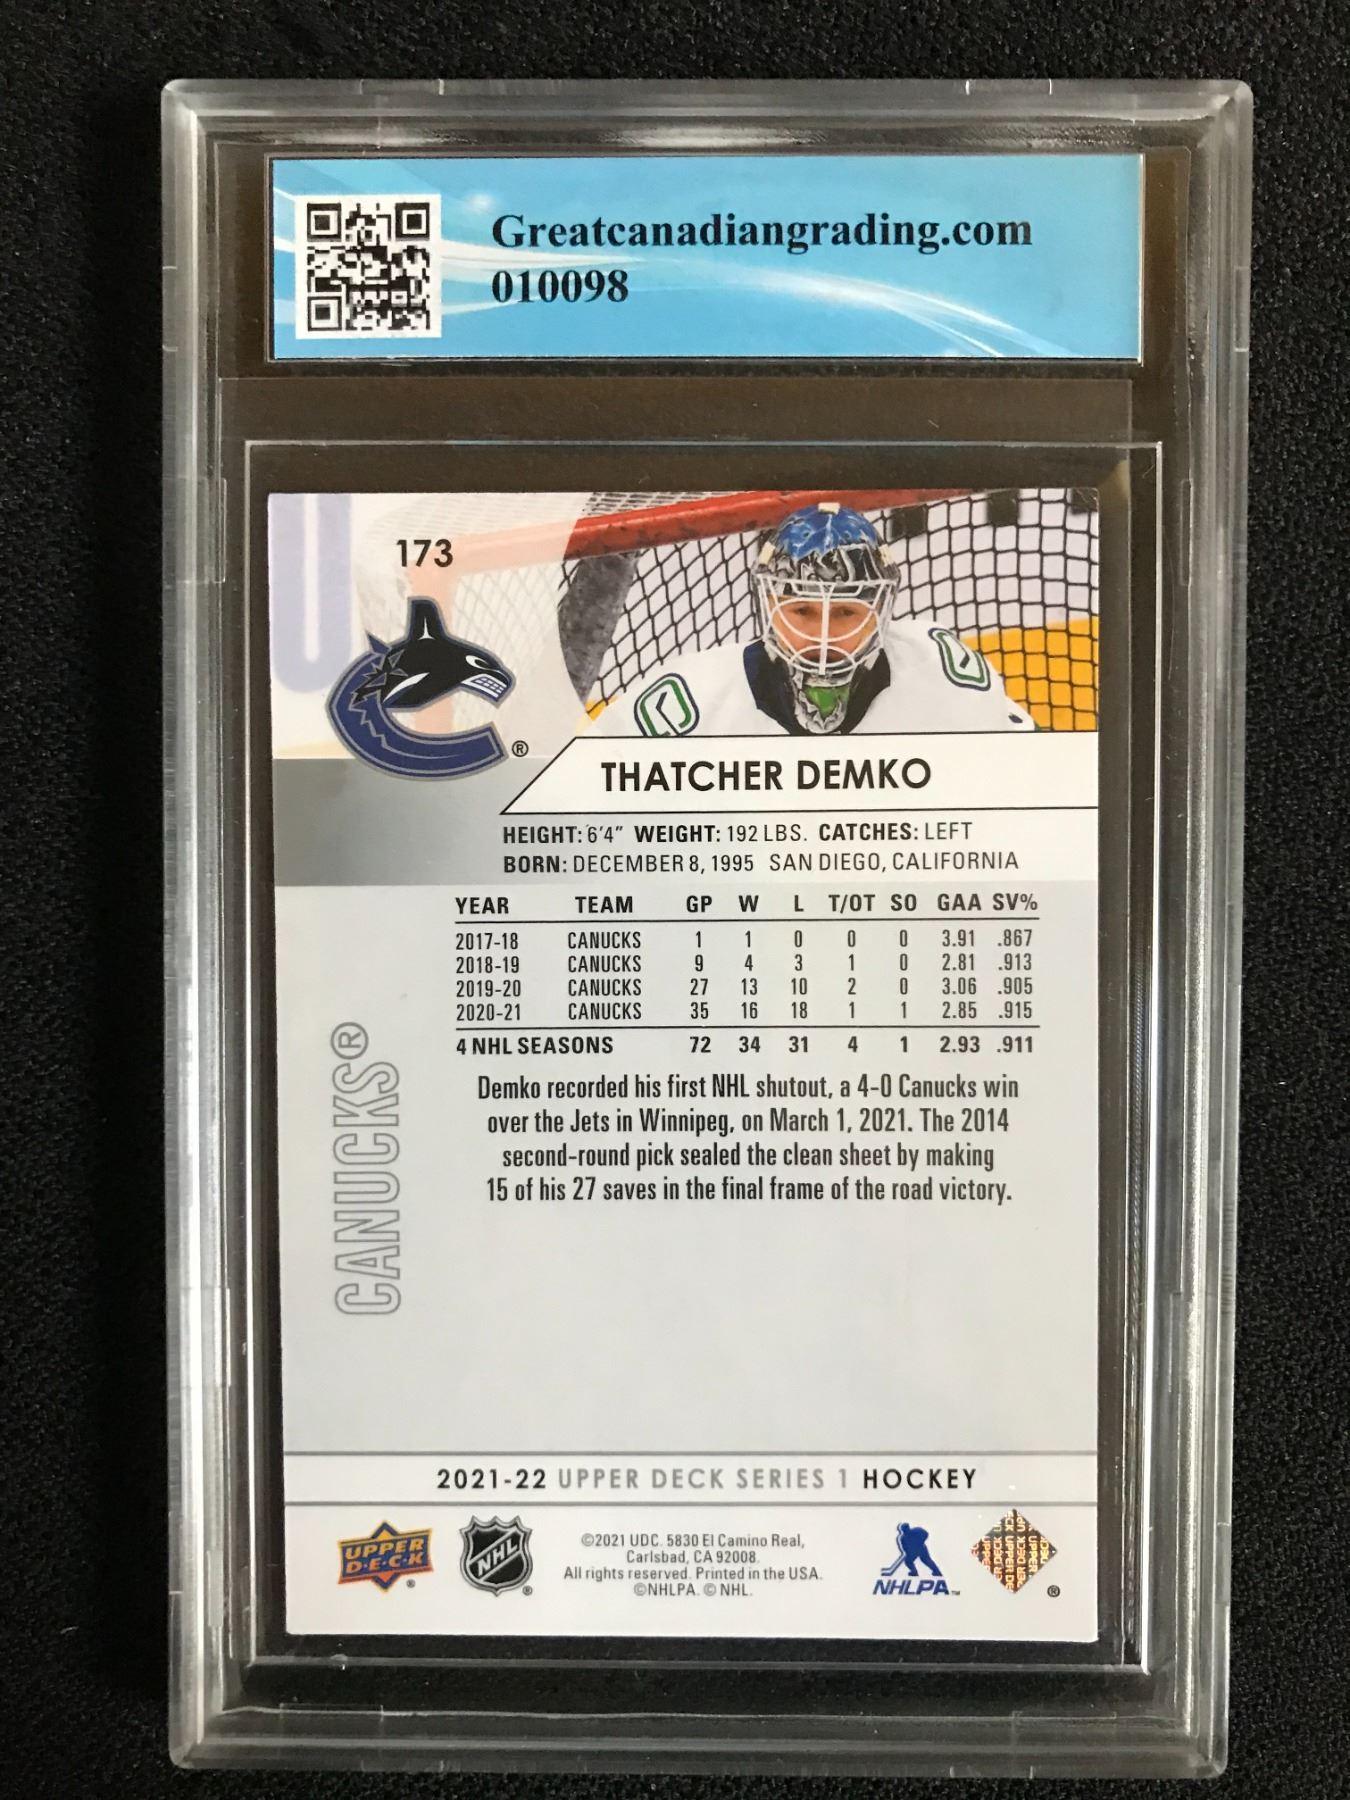 Greatcanadiangrading.com
010098
173
®
THATCHER DEMKO
HEIGHT: 6'4" WEIGHT: 192 LBS. CATCHES: LEFT
BORN: DECEMBER 8, 1995 SAN DIEGO, CALIFORNIA
YEAR TEAM GP W L T/OT SO GAA SV%
2017-18 CANUCKS 1 1 0 0 0 3.91 .867
2018-19 CANUCKS 9 4 3 1 0 2.81 .913
2019-20 CANUCKS 27 13 10 2 0 3.06 .905
2020-21 CANUCKS 35 16 18 1 1 2.85 .915
4 NHL SEASONS 72 34 31 4 1 2.93 .911
CANUCKS®
Demko recorded his first NHL shutout, a 4-0 Canucks win
over the Jets in Winnipeg, on March 1, 2021. The 2014
second-round pick sealed the clean sheet by making
15 of his 27 saves in the final frame of the road victory.
2021-22 UPPER DECK SERIES 1 HOCKEY
UPPER
D·E·C·K
®
NHL
®
©2021 UDC. 5830 El Camino Real,
Carlsbad, CA 92008.
All rights reserved. Printed in the USA.
©NHLPA. © NHL.
NHLPA™
®